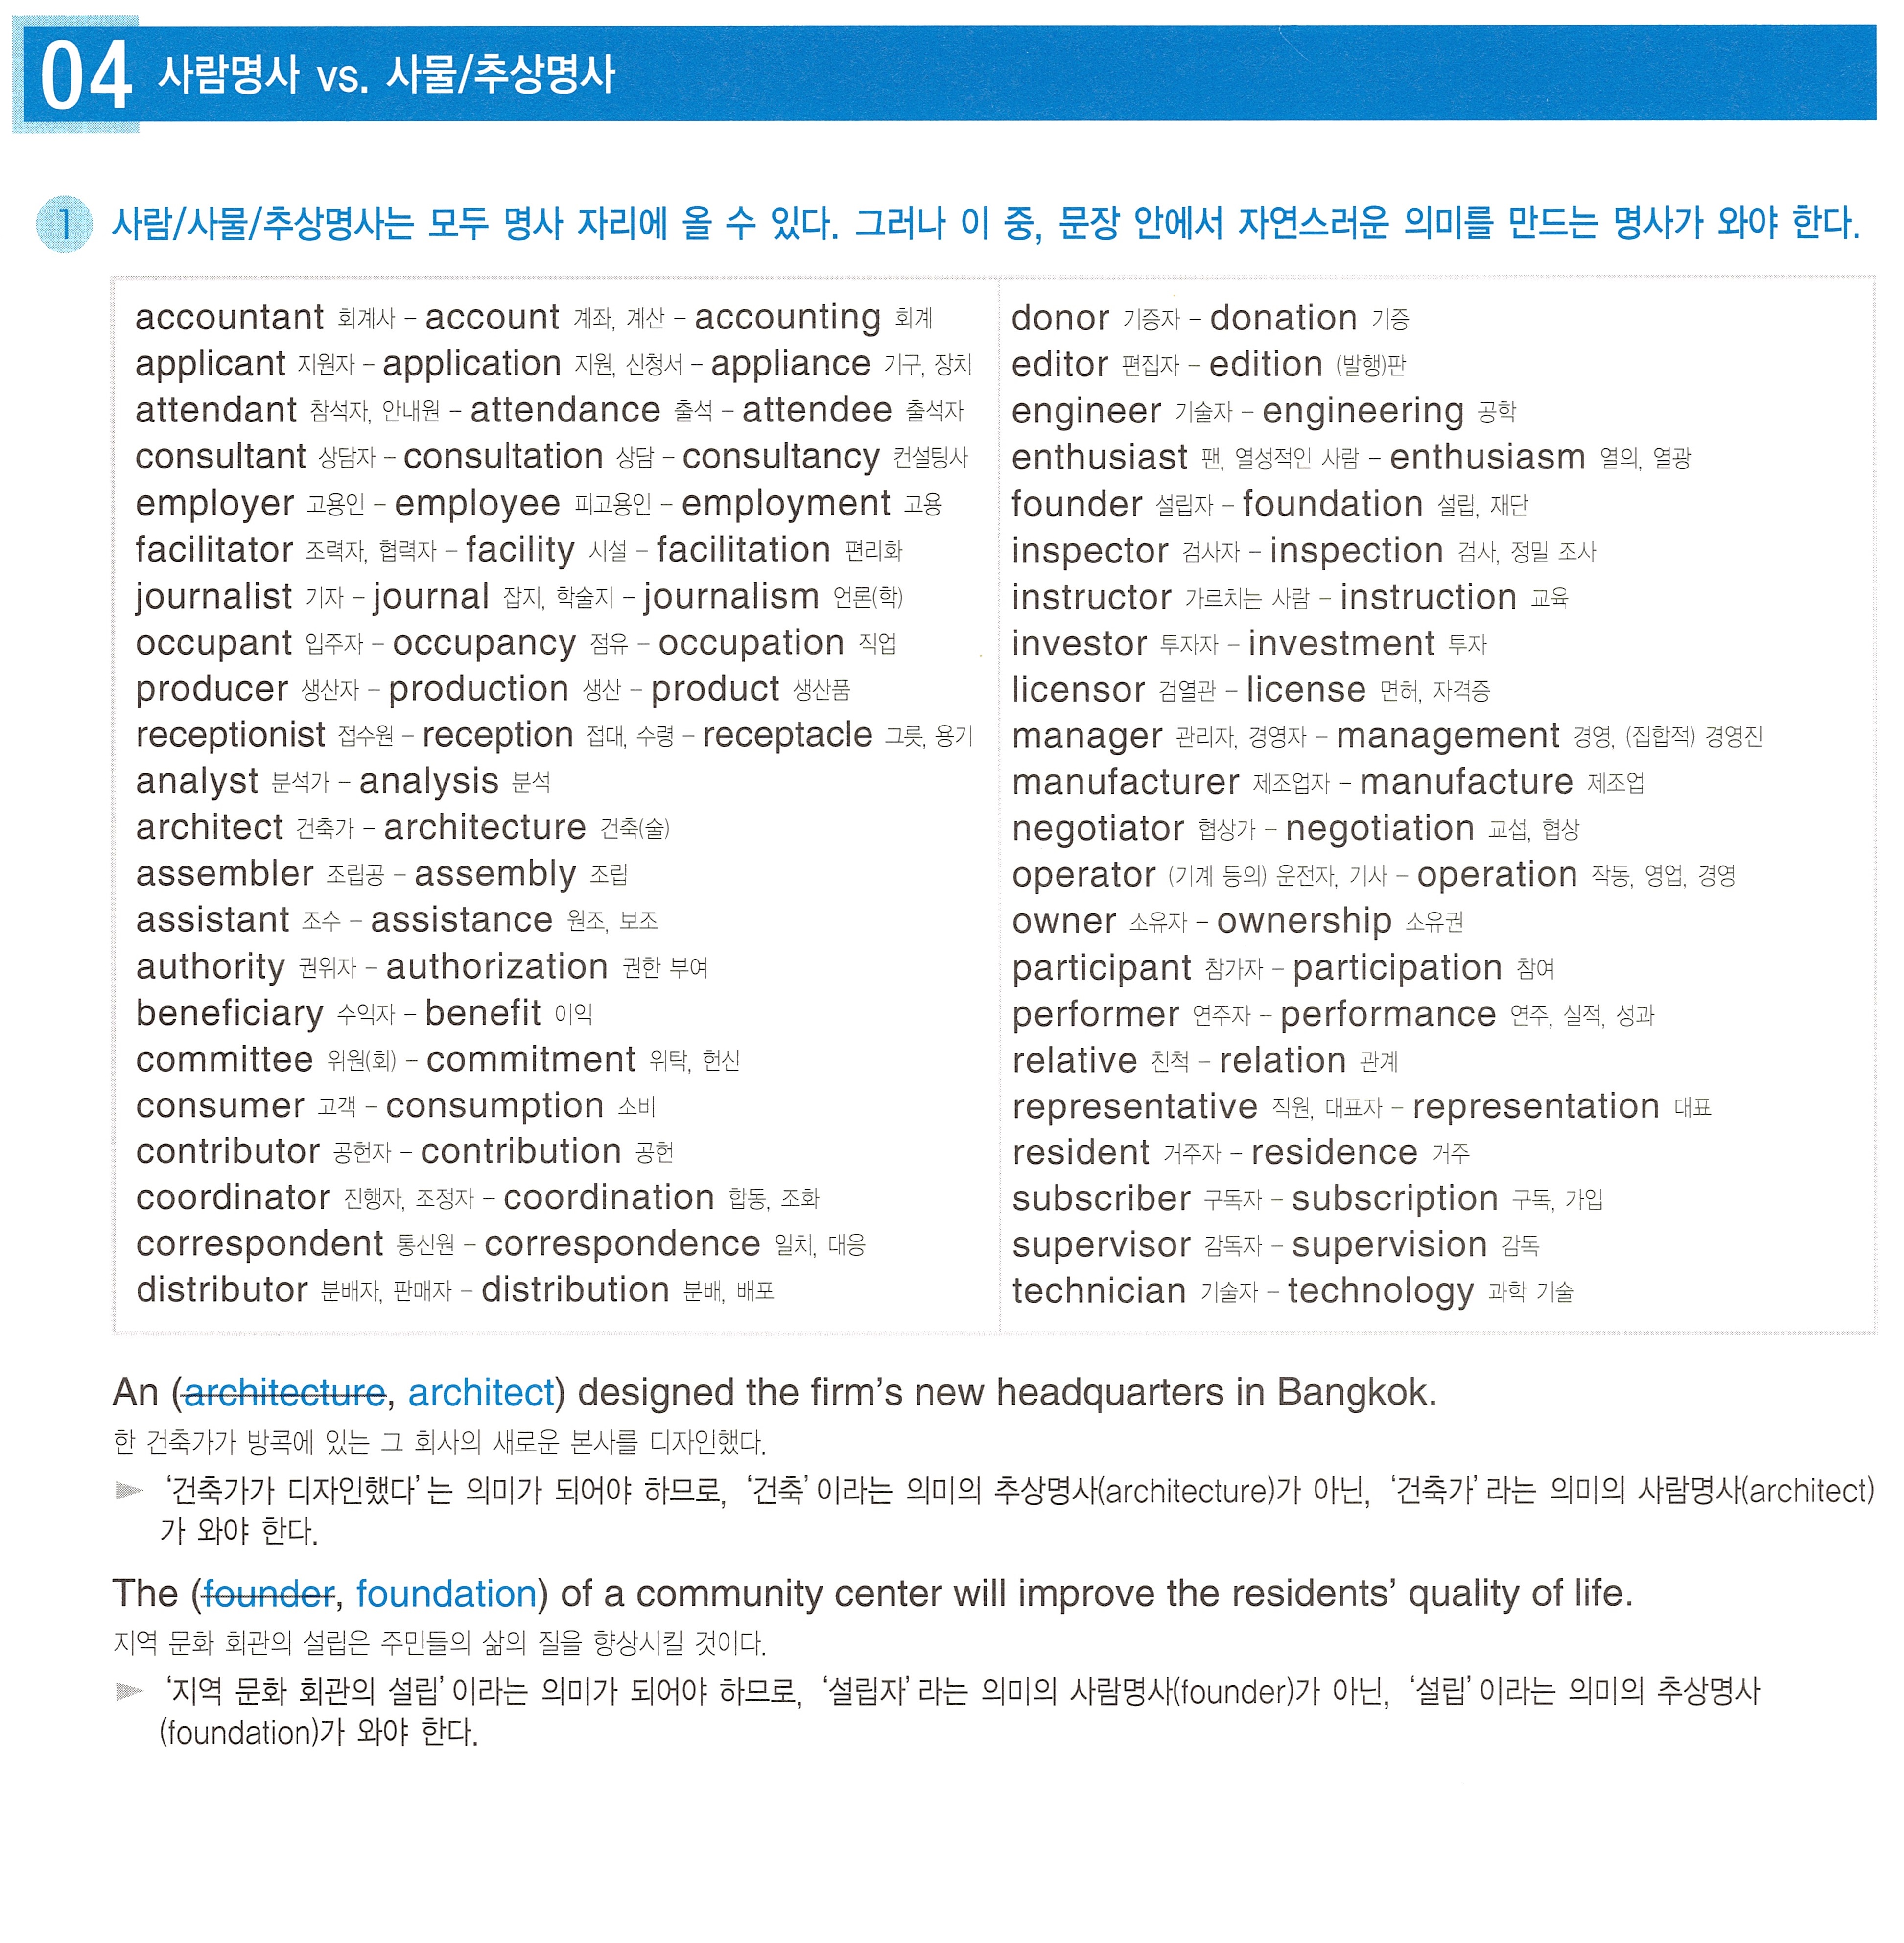 04 사람명사 vs. 사물/추상명사
1 사람/사물/추상명사는 모두 명사 자리에 올 수 있다. 그러나 이 중, 문장 안에서 자연스러운 의미를 만드는 명사가 와야 한다.
accountant 회계사 – account 계좌, 계산 – accounting 회계
applicant 지원자 – application 지원, 신청서 – appliance 기구, 장치
attendant 참석자, 안내원 – attendance 출석 – attendee 출석자
consultant 상담자 – consultation 상담 – consultancy 컨설팅사
employer 고용인 – employee 피고용인 – employment 고용
facilitator 조력자, 협력자 – facility 시설 – facilitation 편리화
journalist 기자 – journal 잡지, 학술지 – journalism 언론(학)
occupant 입주자 – occupancy 점유 – occupation 직업
producer 생산자 – production 생산 – product 생산품
receptionist 접수원 – reception 접대, 수령 – receptacle 그릇, 용기
analyst 분석가 – analysis 분석
architect 건축가 – architecture 건축(술)
assembler 조립공 – assembly 조립
assistant 조수 – assistance 원조, 보조
authority 권위자 – authorization 권한 부여
beneficiary 수익자 – benefit 이익
committee 위원(회) – commitment 위탁, 헌신
consumer 고객 – consumption 소비
contributor 공헌자 – contribution 공헌
coordinator 진행자, 조정자 – coordination 합동, 조화
correspondent 통신원 – correspondence 일치, 대응
distributor 분배자, 판매자 – distribution 분배, 배포
donor 기증자 – donation 기증
editor 편집자 – edition (발행)판
engineer 기술자 – engineering 공학
enthusiast 팬, 열성적인 사람 – enthusiasm 열의, 열광
founder 설립자 – foundation 설립, 재단
inspector 검사자 – inspection 검사, 정밀 조사
instructor 가르치는 사람 – instruction 교육
investor 투자자 – investment 투자
licensor 검열관 – license 면허, 자격증
manager 관리자, 경영자 – management 경영, (집합적) 경영진
manufacturer 제조업자 – manufacture 제조업
negotiator 협상가 – negotiation 교섭, 협상
operator (기계 등의) 운전자, 기사 – operation 작동, 영업, 경영
owner 소유자 – ownership 소유권
participant 참가자 – participation 참여
performer 연주자 – performance 연주, 실적, 성과
relative 친척 – relation 관계
representative 직원, 대표자 – representation 대표
resident 거주자 – residence 거주
subscriber 구독자 – subscription 구독, 가입
supervisor 감독자 – supervision 감독
technician 기술자 – technology 과학 기술
An (architecture, architect) designed the firm's new headquarters in Bangkok.
한 건축가가 방콕에 있는 그 회사의 새로운 본사를 디자인했다.
▶ '건축가가 디자인했다'는 의미가 되어야 하므로, '건축'이라는 의미의 추상명사(architecture)가 아닌, '건축가'라는 의미의 사람명사(architect)
가 와야 한다.
The (founder, foundation) of a community center will improve the residents' quality of life.
지역 문화 회관의 설립은 주민들의 삶의 질을 향상시킬 것이다.
▶ '지역 문화 회관의 설립'이라는 의미가 되어야 하므로, '설립자'라는 의미의 사람명사(founder)가 아닌, '설립'이라는 의미의 추상명사
(foundation)가 와야 한다.